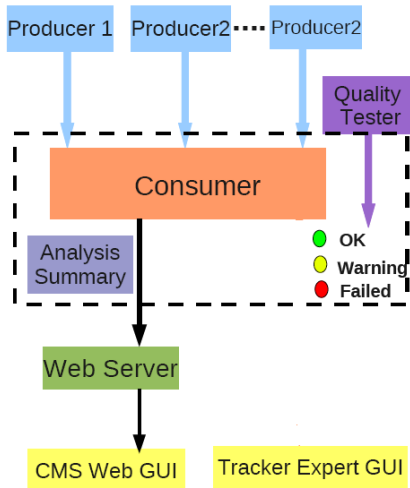 Producer 1
Producer2
Producer2
Quality
Tester
Consumer
Analysis
Summary
OK
Warning
Failed
Web Server
CMS Web GUI
Tracker Expert GUI